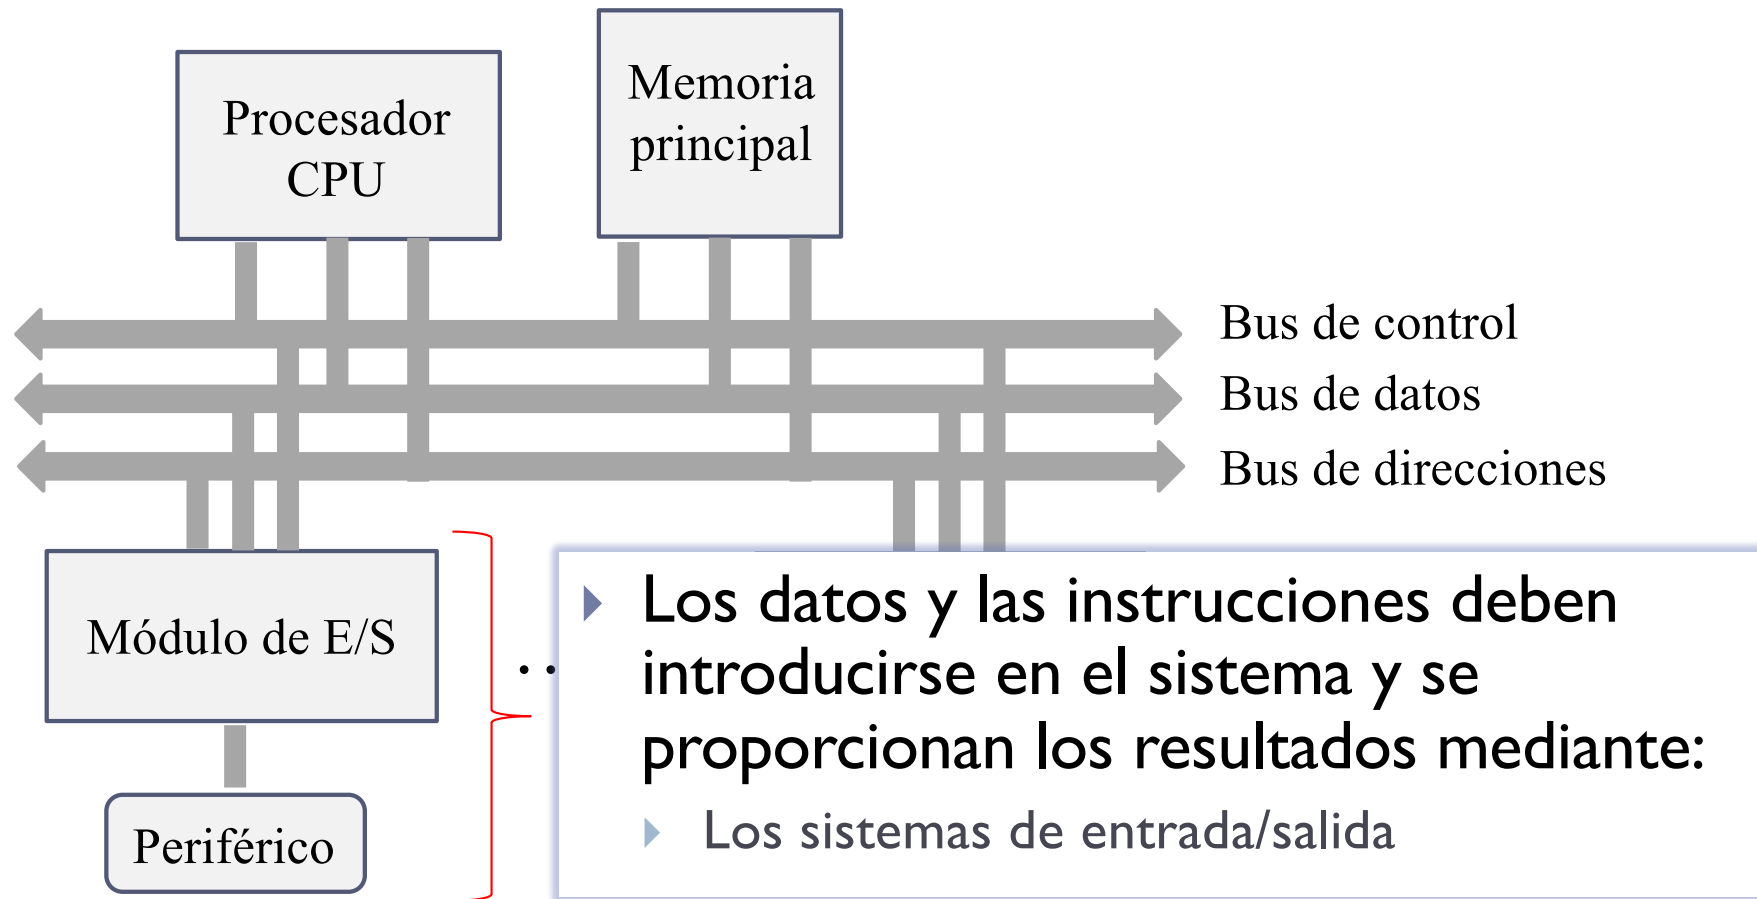 Procesador
CPU
Memoria
principal
Bus de control
Bus de datos
Bus de direcciones
Módulo de E/S
. .
Periférico
Los datos y las instrucciones deben
introducirse en el sistema y se
proporcionan los resultados mediante:
Los sistemas de entrada/salida